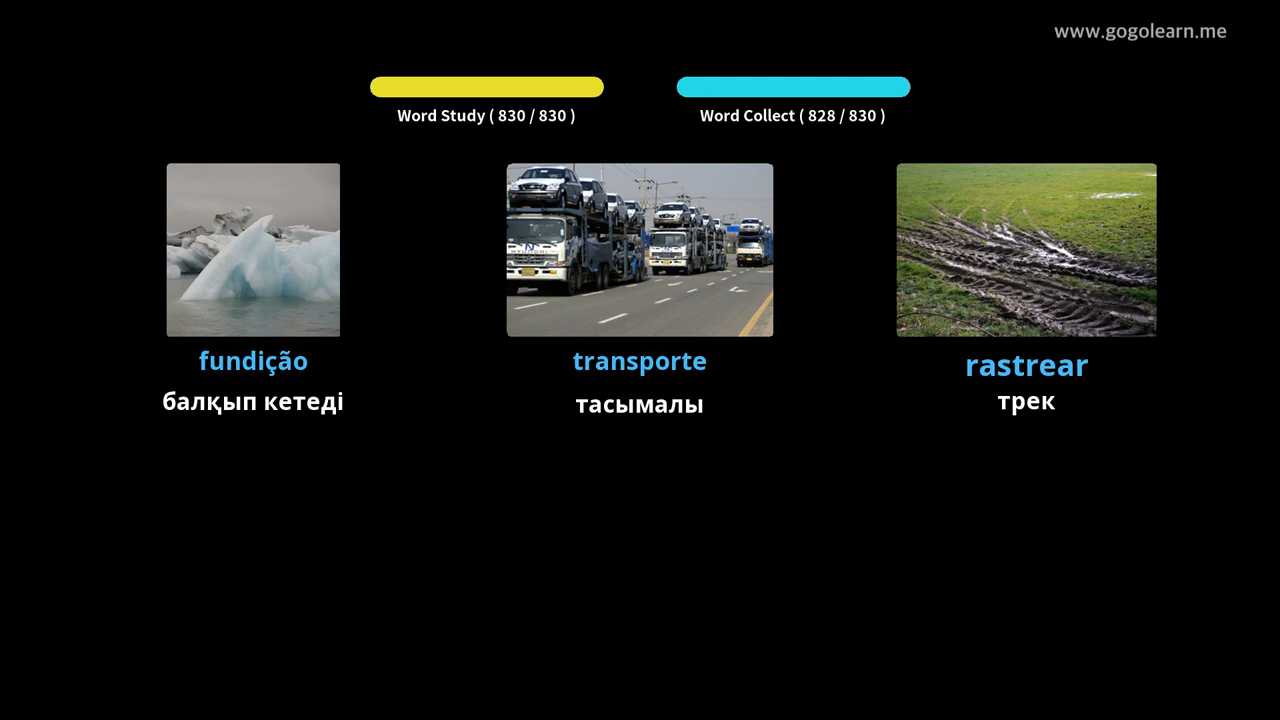 www.gogolearn.me
Word Study ( 830 / 830 )
Word Collect ( 828 / 830 )
fundição
transporte
rastrear
балқып кетеді
тасымалы
трек